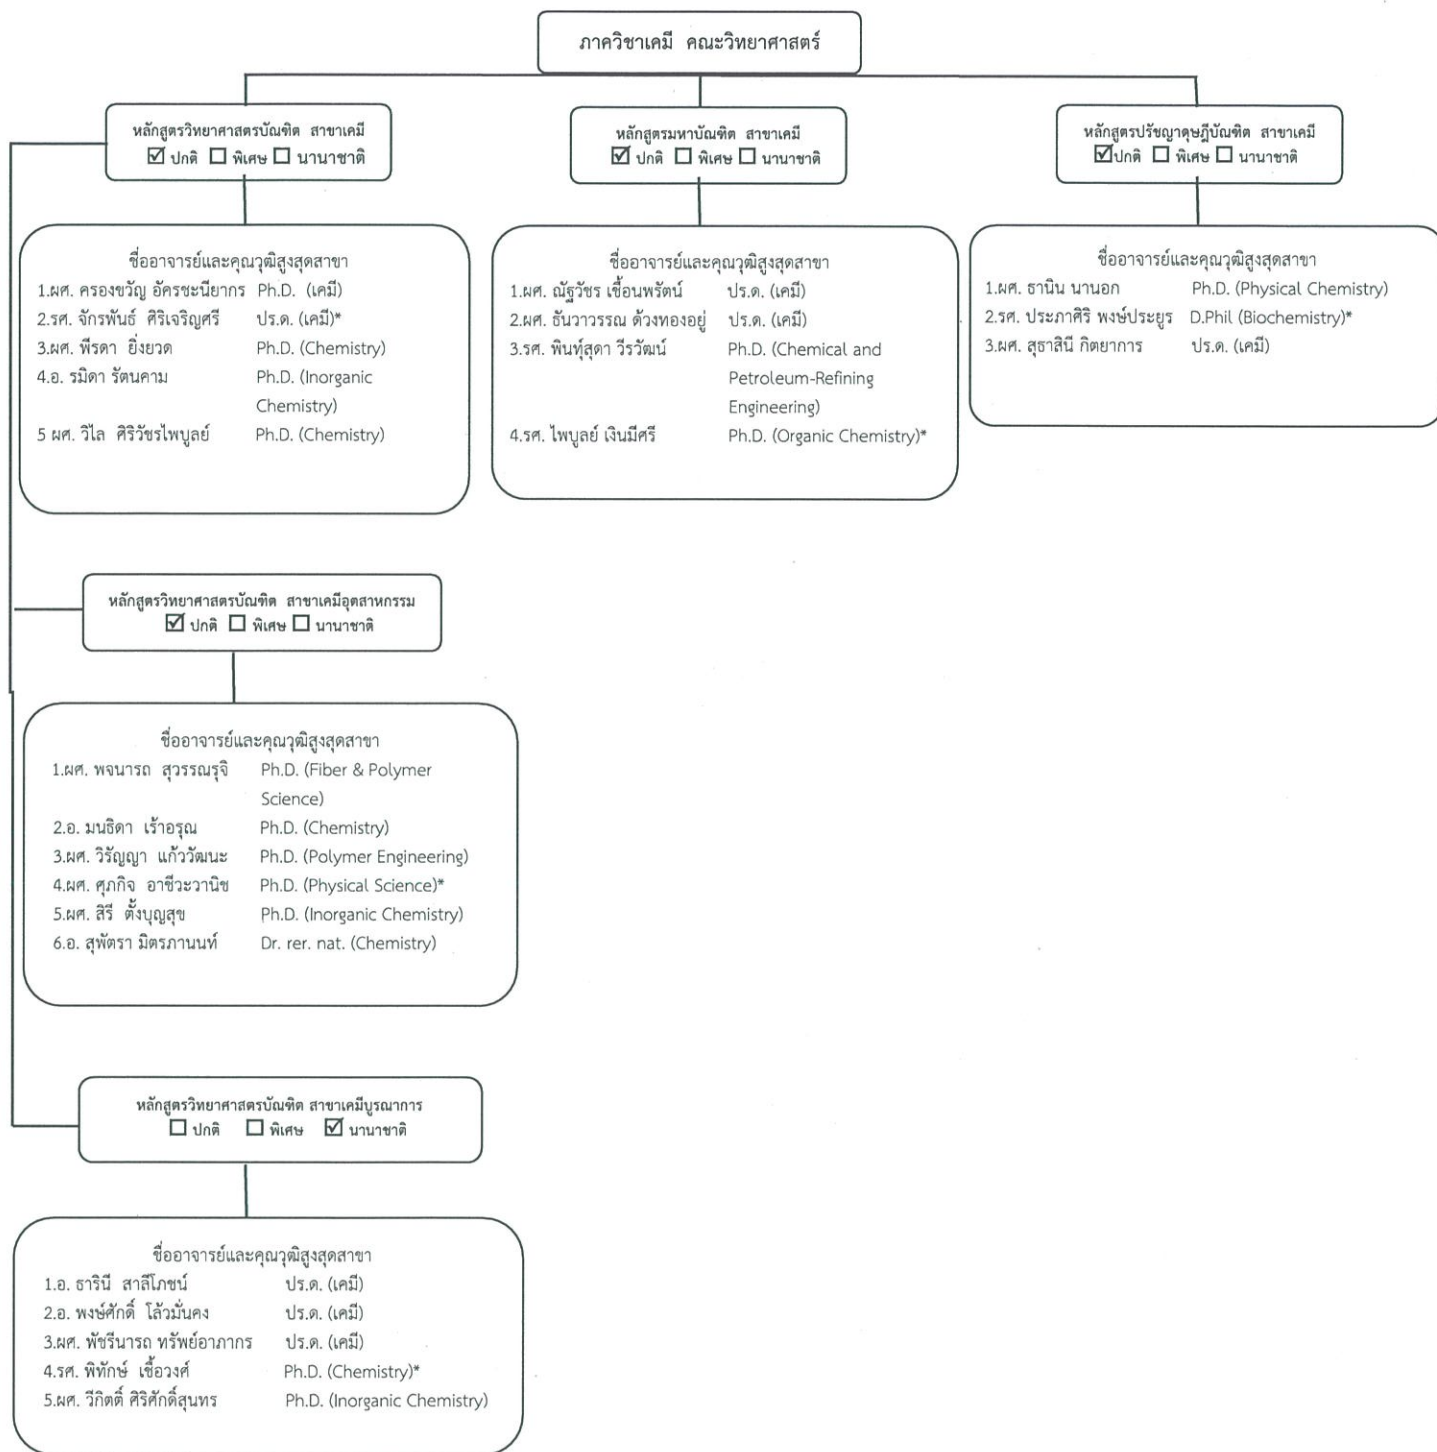 ภาควิชาเคมี คณะวิทยาศาสตร์
หลักสูตรวิทยาศาสตรบัณฑิต สาขาเคมี
☑ ปกติ ☐ พิเศษ ☐ นานาชาติ
ชื่ออาจารย์และคุณวุฒิสูงสุดสาขา
1.ผศ. ครองขวัญ อัครชะนียากร Ph.D. (เคมี)
2.รศ. จักรพันธ์ ศิริเจริญศรี ปร.ด. (เคมี)*
3.ผศ. พีรดา ยิ่งยวด Ph.D. (Chemistry)
4.อ. รมิดา รัตนคาม Ph.D. (Inorganic
Chemistry)
5 ผศ. วิไล ศิริวัชรไพบูลย์ Ph.D. (Chemistry)
หลักสูตรมหาบัณฑิต สาขาเคมี
☑ ปกติ ☐ พิเศษ ☐ นานาชาติ
ชื่ออาจารย์และคุณวุฒิสูงสุดสาขา
1.ผศ. ณัฐวัชร เชื้อนพรัตน์ ปร.ด. (เคมี)
2.ผศ. ธันวาวรรณ ด้วงทองอยู่ ปร.ด. (เคมี)
3.รศ. พินท์ุสุดา วีรวัฒน์ Ph.D. (Chemical and
Petroleum-Refining
Engineering)
4.รศ. ไพบูลย์ เงินมีศรี Ph.D. (Organic Chemistry)*
หลักสูตรปรัชญาดุษฎีบัณฑิต สาขาเคมี
☑ปกติ ☐ พิเศษ ☐ นานาชาติ
ชื่ออาจารย์และคุณวุฒิสูงสุดสาขา
1.ผศ. ธานิน นานอก Ph.D. (Physical Chemistry)
2.รศ. ประภาศิริ พงษ์ประยูร D.Phil (Biochemistry)*
3.ผศ. สุธาสินี กิตยาการ ปร.ด. (เคมี)
หลักสูตรวิทยาศาสตรบัณฑิต สาขาเคมีอุตสาหกรรม
☑ ปกติ ☐ พิเศษ ☐ นานาชาติ
ชื่ออาจารย์และคุณวุฒิสูงสุดสาขา
1.ผศ. พจนารถ สุวรรณรุจิ Ph.D. (Fiber & Polymer
Science)
2.อ. มนธิดา เร้าอรุณ Ph.D. (Chemistry)
3.ผศ. วิรัญญา แก้ววัฒนะ Ph.D. (Polymer Engineering)
4.ผศ. ศุภกิจ อาชีวะวานิช Ph.D. (Physical Science)*
5.ผศ. สิรี ตั้งบุญสุข Ph.D. (Inorganic Chemistry)
6.อ. สุพัตรา มิตรภานนท์ Dr. rer. nat. (Chemistry)
หลักสูตรวิทยาศาสตรบัณฑิต สาขาเคมีบูรณาการ
☐ ปกติ ☐ พิเศษ ☑ นานาชาติ
ชื่ออาจารย์และคุณวุฒิสูงสุดสาขา
1.อ. ธารินี สาลีโภชน์ ปร.ด. (เคมี)
2.อ. พงษ์ศักดิ์ โล้วมั่นคง ปร.ด. (เคมี)
3.ผศ. พัชรีนารถ ทรัพย์อาภากร ปร.ด. (เคมี)
4.รศ. พิทักษ์ เชื้อวงศ์ Ph.D. (Chemistry)*
5.ผศ. วีกิตติ์ ศิริศักดิ์สุนทร Ph.D. (Inorganic Chemistry)